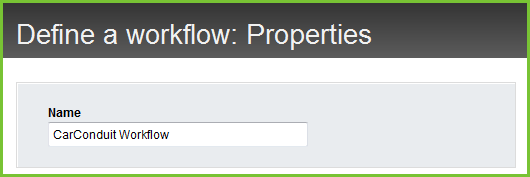 Define a workflow: Properties
Name
CarConduit Workflow